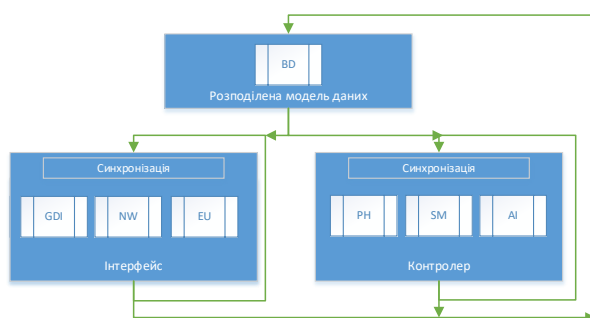 BD
Розподілена модель даних
Синхронізація
GDI NW EU
Інтерфейс
Синхронізація
PH SM AI
Контролер